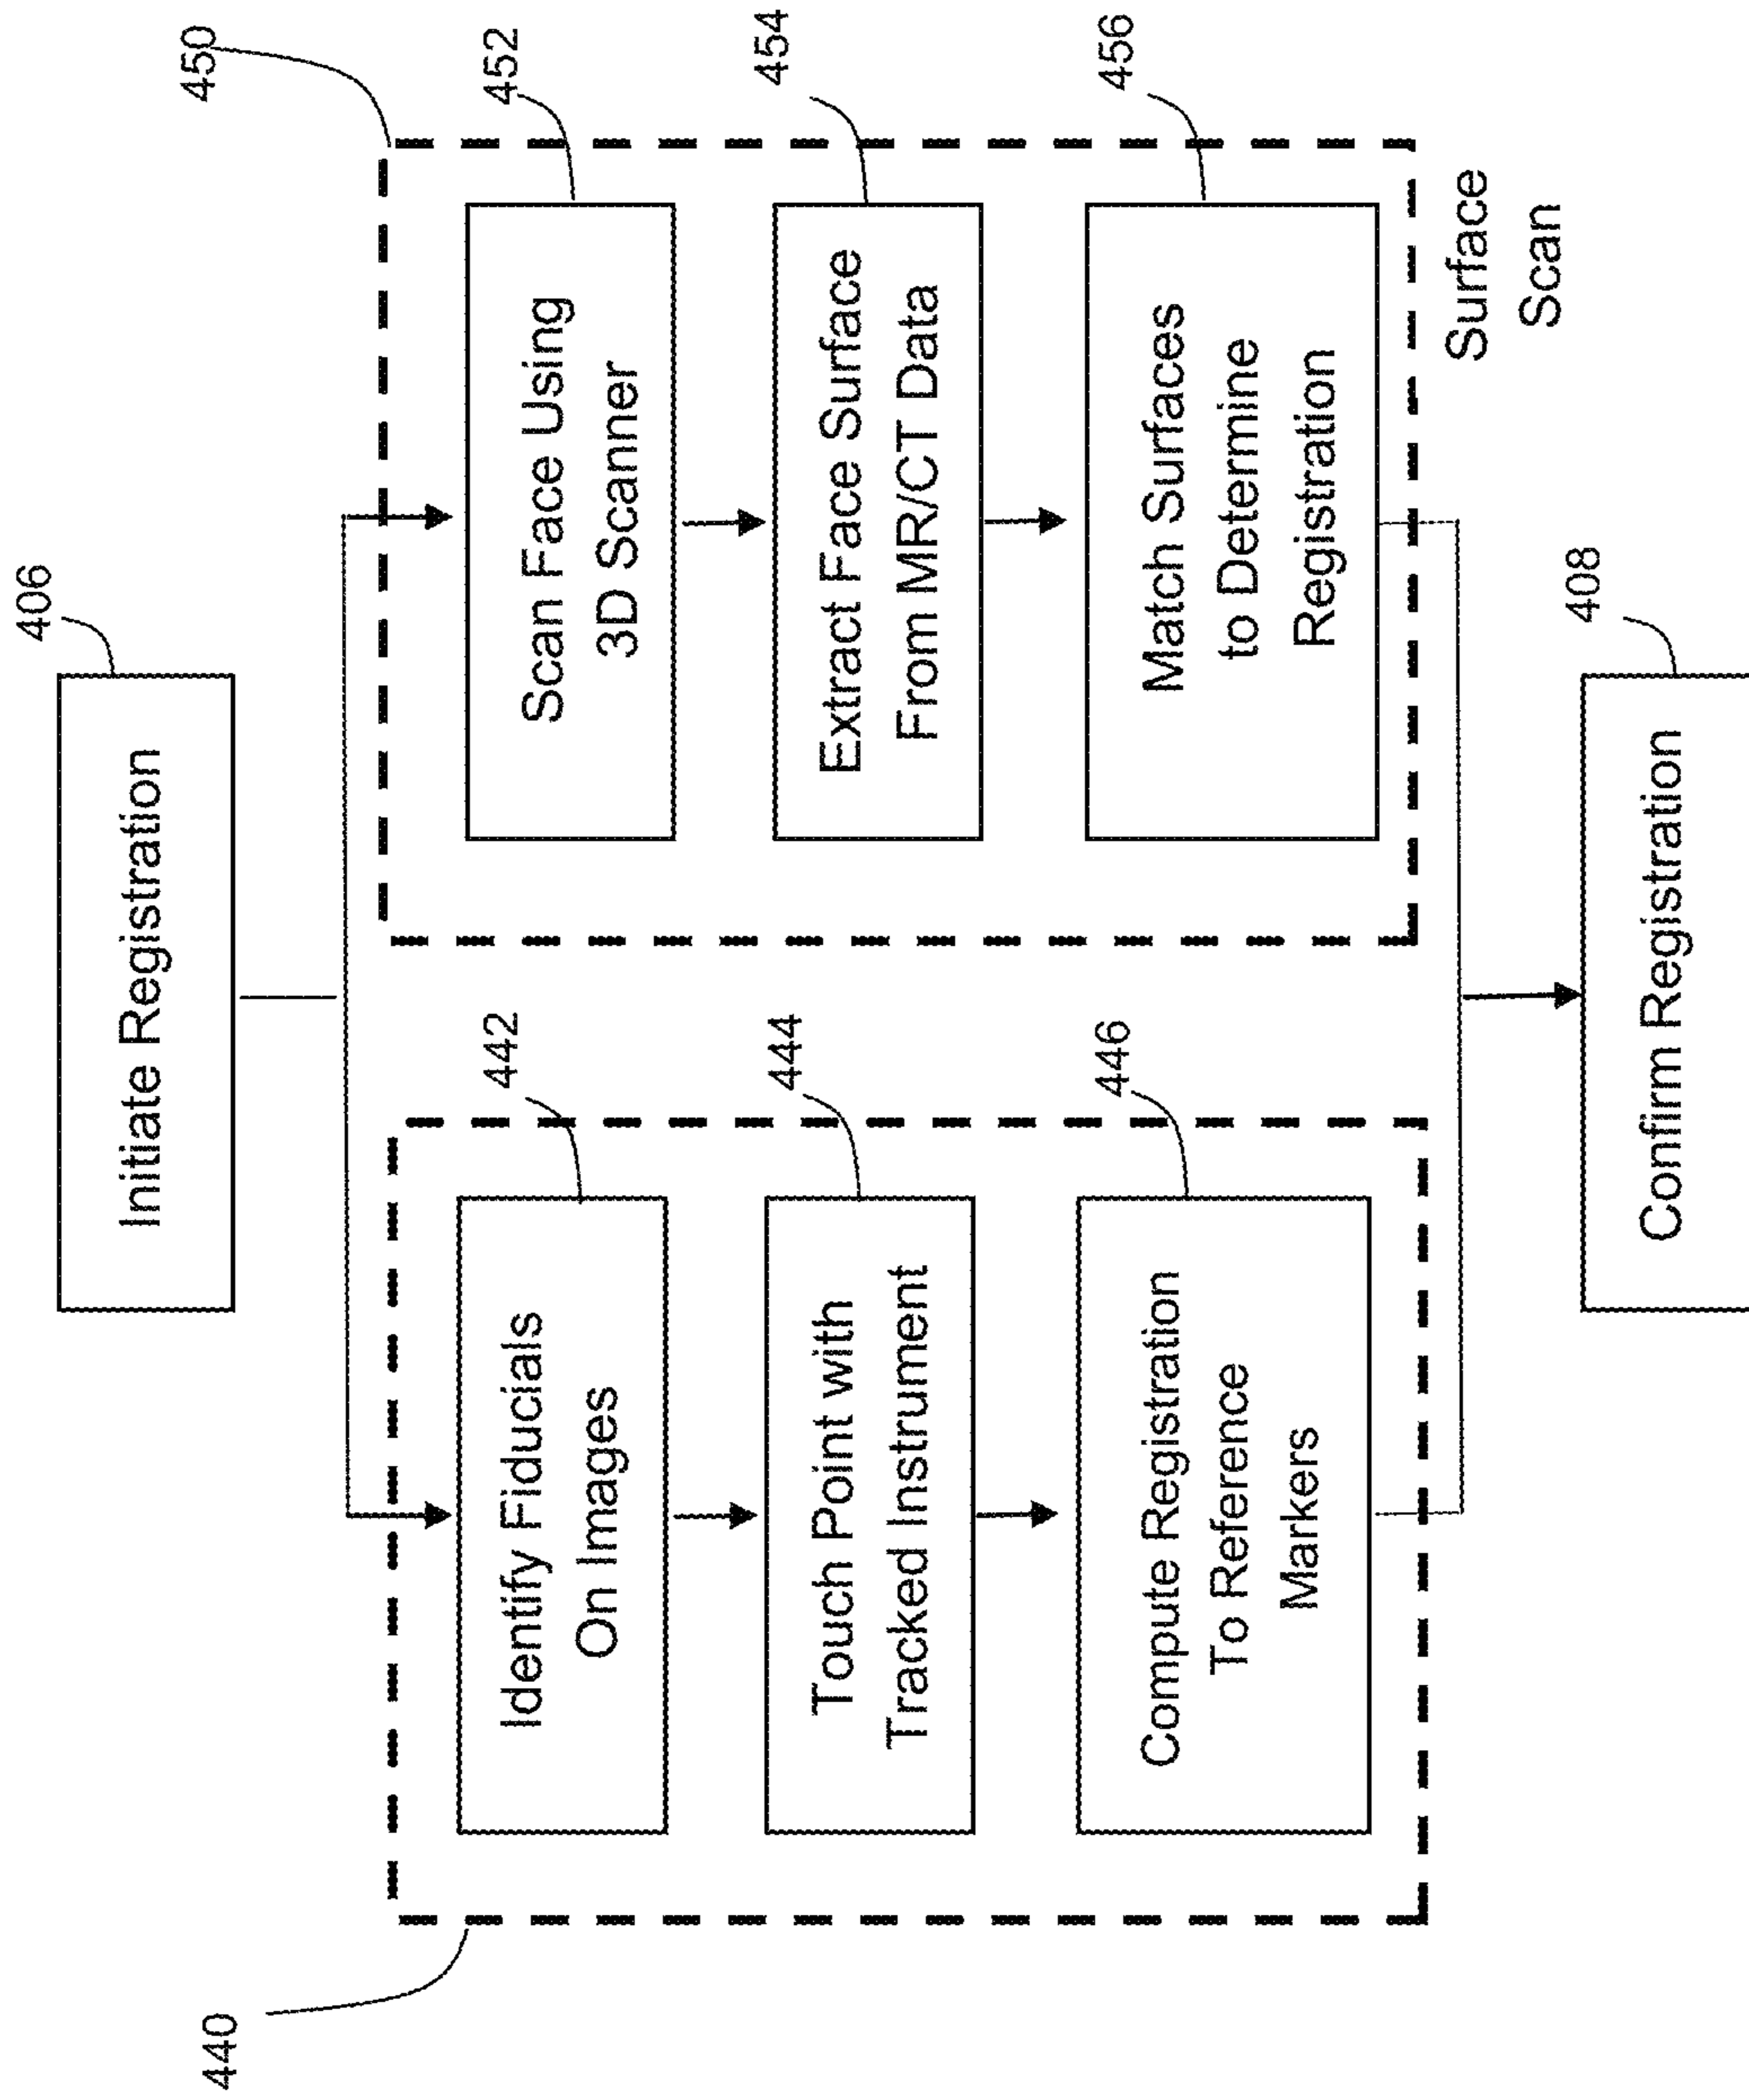 406
Initiate Registration
440
442
Identify Fiducials
On Images
444
Touch Point with
Tracked Instrument
446
Compute Registration
To Reference
Markers
450
452
Scan Face Using
3D Scanner
454
Extract Face Surface
From MR/CT Data
456
Match Surfaces
to Determine
Registration
Surface
Scan
408
Confirm Registration